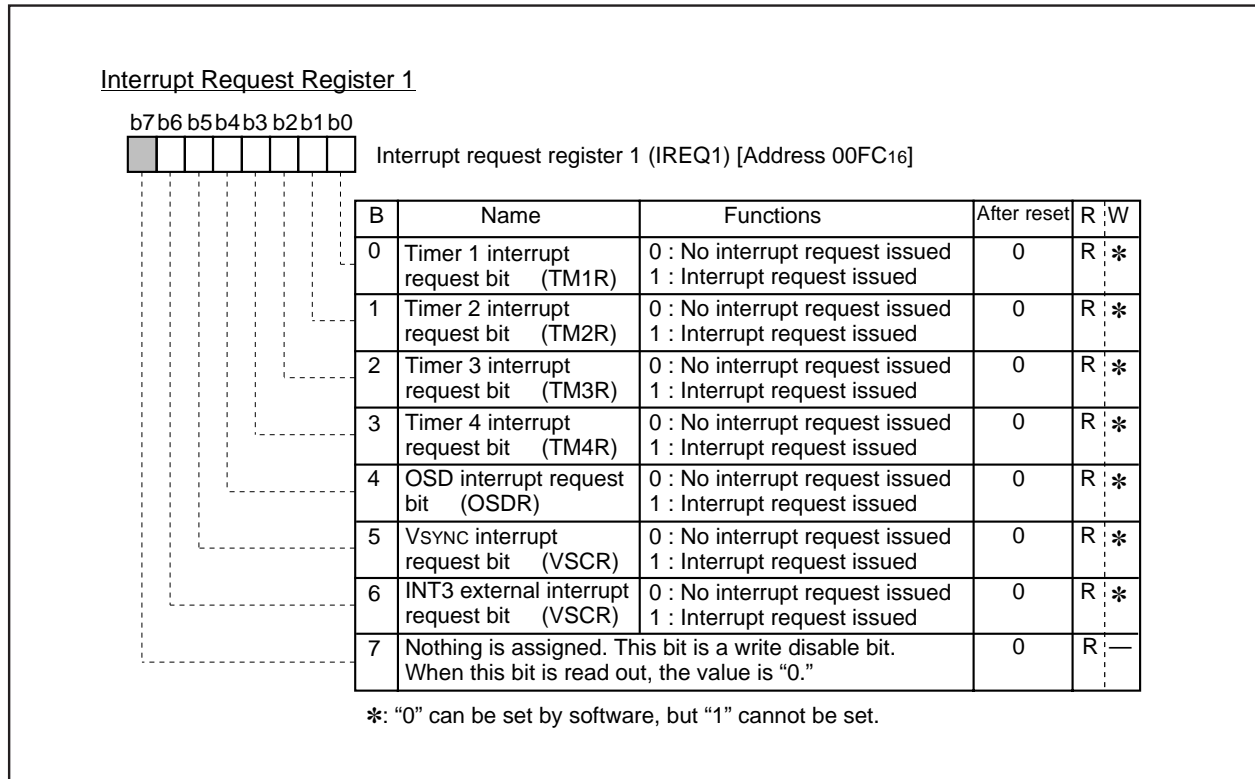 Interrupt Request Register 1
b7 b6 b5 b4 b3 b2 b1 b0
Interrupt request register 1 (IREQ1) [Address 00FC16]
B Name Functions After reset R W
0 Timer 1 interrupt 0 : No interrupt request issued 0 R ✻
request bit (TM1R) 1 : Interrupt request issued
1 Timer 2 interrupt 0 : No interrupt request issued 0 R ✻
request bit (TM2R) 1 : Interrupt request issued
2 Timer 3 interrupt 0 : No interrupt request issued 0 R ✻
request bit (TM3R) 1 : Interrupt request issued
3 Timer 4 interrupt 0 : No interrupt request issued 0 R ✻
request bit (TM4R) 1 : Interrupt request issued
4 OSD interrupt request 0 : No interrupt request issued 0 R ✻
bit (OSDR) 1 : Interrupt request issued
5 VSYNC interrupt 0 : No interrupt request issued 0 R ✻
request bit (VSCR) 1 : Interrupt request issued
6 INT3 external interrupt 0 : No interrupt request issued 0 R ✻
request bit (VSCR) 1 : Interrupt request issued
7 Nothing is assigned. This bit is a write disable bit. 0 R —
When this bit is read out, the value is “0.”
✻: “0” can be set by software, but “1” cannot be set.